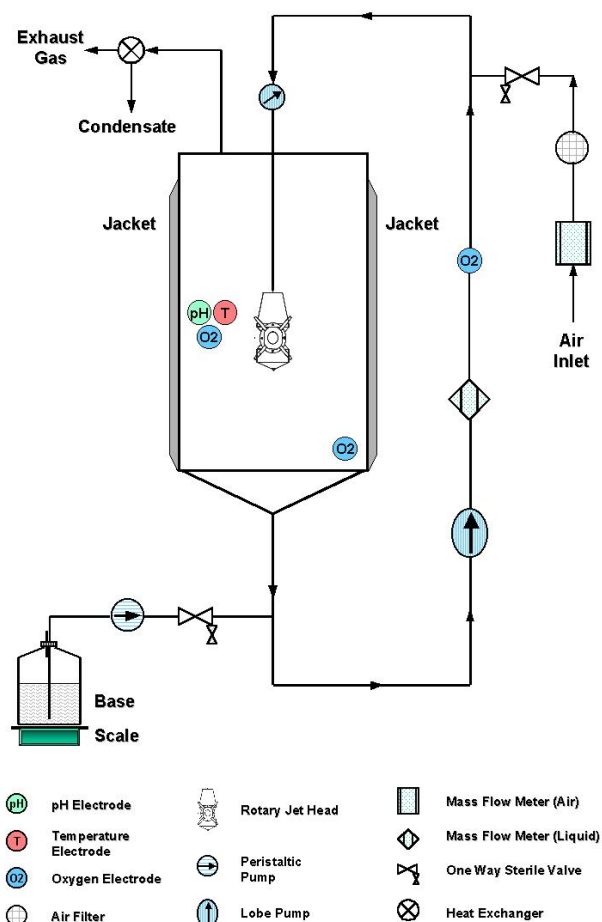 Exhaust
Gas
Condensate
Jacket
Jacket
pH
T
O2
O2
O2
Air
Inlet
Base
Scale
pH
pH Electrode
T
Temperature
Electrode
O2
Oxygen Electrode
Air Filter
Rotary Jet Head
Peristaltic
Pump
Lobe Pump
Mass Flow Meter (Air)
Mass Flow Meter (Liquid)
One Way Sterile Valve
Heat Exchanger